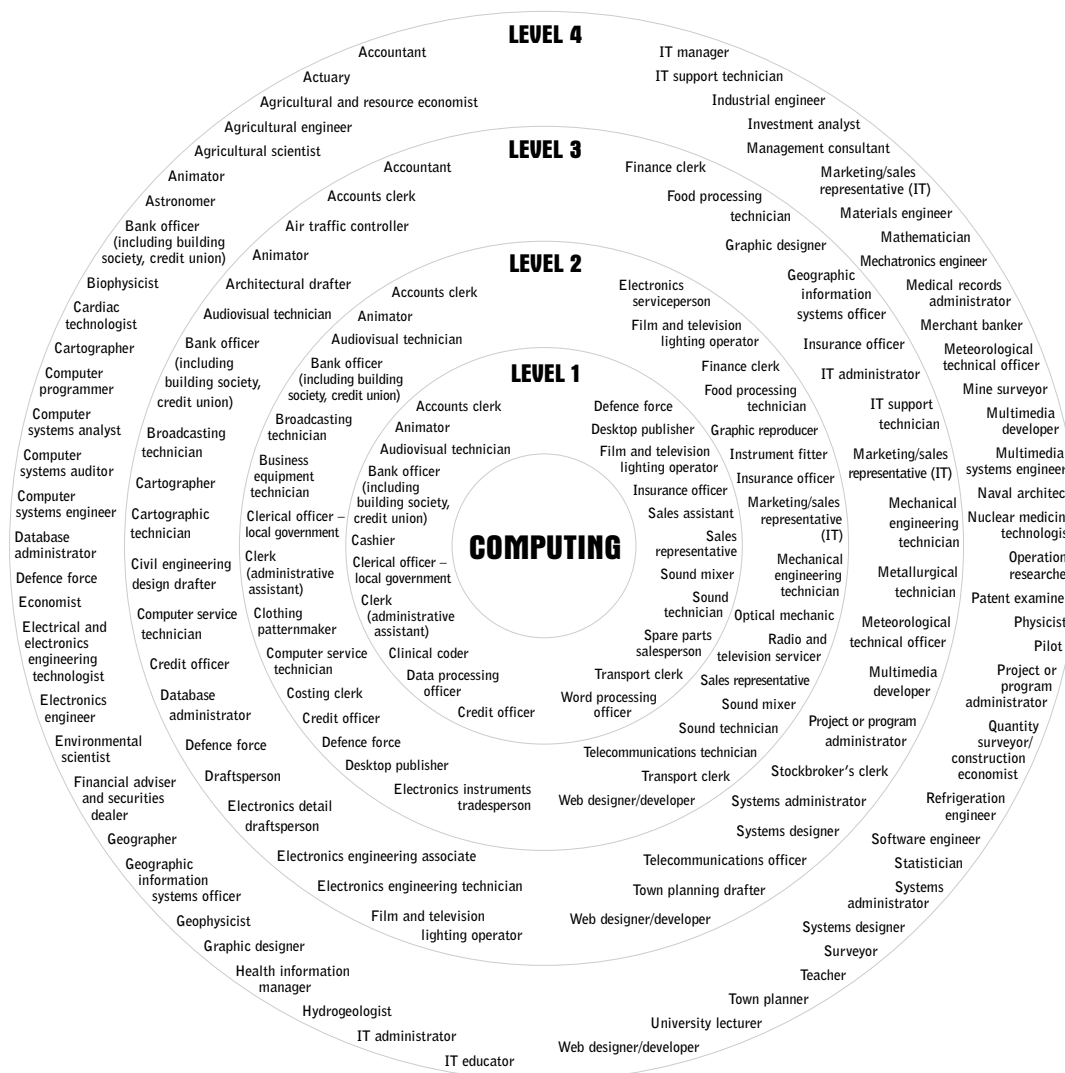 LEVEL 4
Accountant
Actuary
Agricultural and resource economist
Agricultural engineer
Agricultural scientist
Animator
Astronomer
Bank officer
(including building
society, credit union)
Biophysicist
Cardiac
technologist
Cartographer
Computer
programmer
Computer
systems analyst
Computer
systems auditor
Computer
systems engineer
Database
administrator
Defence force
Economist
Electrical and
electronics
engineering
technologist
Electronics
engineer
Environmental
scientist
Financial adviser
and securities
dealer
Geographer
Geographic
information
systems officer
Geophysicist
Graphic designer
Health information
manager
Hydrogeologist
IT administrator
IT educator
IT manager
IT support technician
Industrial engineer
Investment analyst
Management consultant
Marketing/sales
representative (IT)
Materials engineer
Mathematician
Mechatronics engineer
Medical records
administrator
Merchant banker
Meteorological
technical officer
Mine surveyor
Multimedia
developer
Multimedia
systems engineer
Naval architec
Nuclear medicin
technologis
Operation
researche
Patent examine
Physicist
Pilot
Project or
program
administrator
Quantity
surveyor/
construction
economist
Refrigeration
engineer
Software engineer
Statistician
Systems
administrator
Systems designer
Surveyor
Teacher
Town planner
University lecturer
Web designer/developer
LEVEL 3
Accountant
Accounts clerk
Air traffic controller
Animator
Architectural drafter
Audiovisual technician
Bank officer
(including
building society,
credit union)
Broadcasting
technician
Cartographer
Cartographic
technician
Civil engineering
design drafter
Computer service
technician
Credit officer
Database
administrator
Defence force
Draftsperson
Electronics detail
draftsperson
Electronics engineering associate
Electronics engineering technician
Film and television
lighting operator
Finance clerk
Food processing
technician
Graphic designer
Geographic
information
systems officer
Insurance officer
IT administrator
IT support
technician
Marketing/sales
representative (IT)
Mechanical
engineering
technician
Metallurgical
technician
Meteorological
technical officer
Multimedia
developer
Project or program
administrator
Stockbroker's clerk
Systems administrator
Systems designer
Telecommunications officer
Town planning drafter
Web designer/developer
LEVEL 2
Accounts clerk
Animator
Audiovisual technician
Bank officer
(including building
society, credit union)
Broadcasting
technician
Business
equipment
technician
Clerical officer –
local government
Clerk
(administrative
assistant)
Clothing
patternmaker
Computer service
technician
Costing clerk
Credit officer
Defence force
Desktop publisher
Electronics instruments
tradesperson
Electronics
serviceperson
Film and television
lighting operator
Finance clerk
Food processing
technician
Graphic reproducer
Instrument fitter
Insurance officer
Marketing/sales
representative
(IT)
Mechanical
engineering
technician
Optical mechanic
Radio and
television servicer
Sales representative
Sound mixer
Sound technician
Telecommunications technician
Transport clerk
Web designer/developer
LEVEL 1
Accounts clerk
Animator
Audiovisual technician
Bank officer
(including
building society,
credit union)
Cashier
Clerical officer –
local government
Clerk
(administrative
assistant)
Clinical coder
Data processing
officer
Credit officer
Defence force
Desktop publisher
Film and television
lighting operator
Insurance officer
Sales assistant
Sales
representative
Sound mixer
Sound
technician
Spare parts
salesperson
Transport clerk
Word processing
officer
COMPUTING